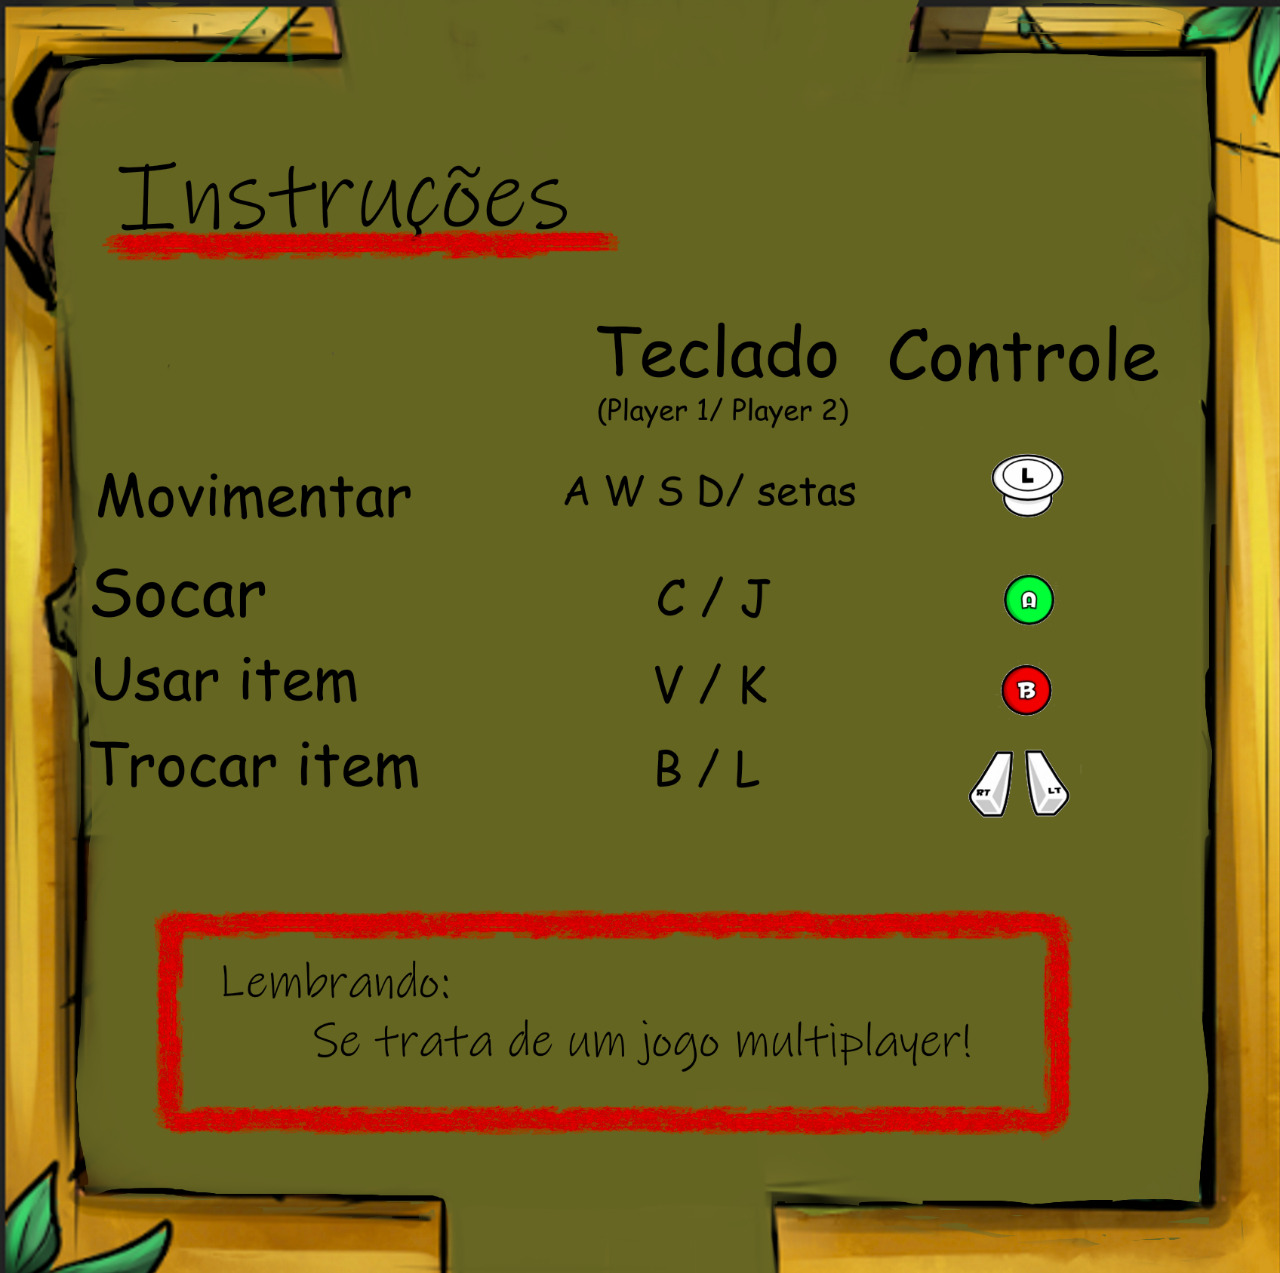 Instruções
Teclado Controle
(Player 1/ Player 2)
Movimentar A W S D/ setas L
Socar C / J A
Usar item V / K B
Trocar item B / L RT LT
Lembrando:
Se trata de um jogo multiplayer!